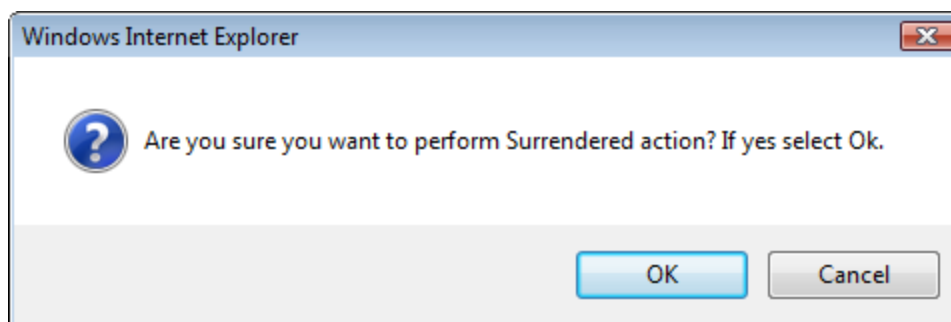 Windows Internet Explorer
Are you sure you want to perform Surrendered action? If yes select Ok.
OK
Cancel